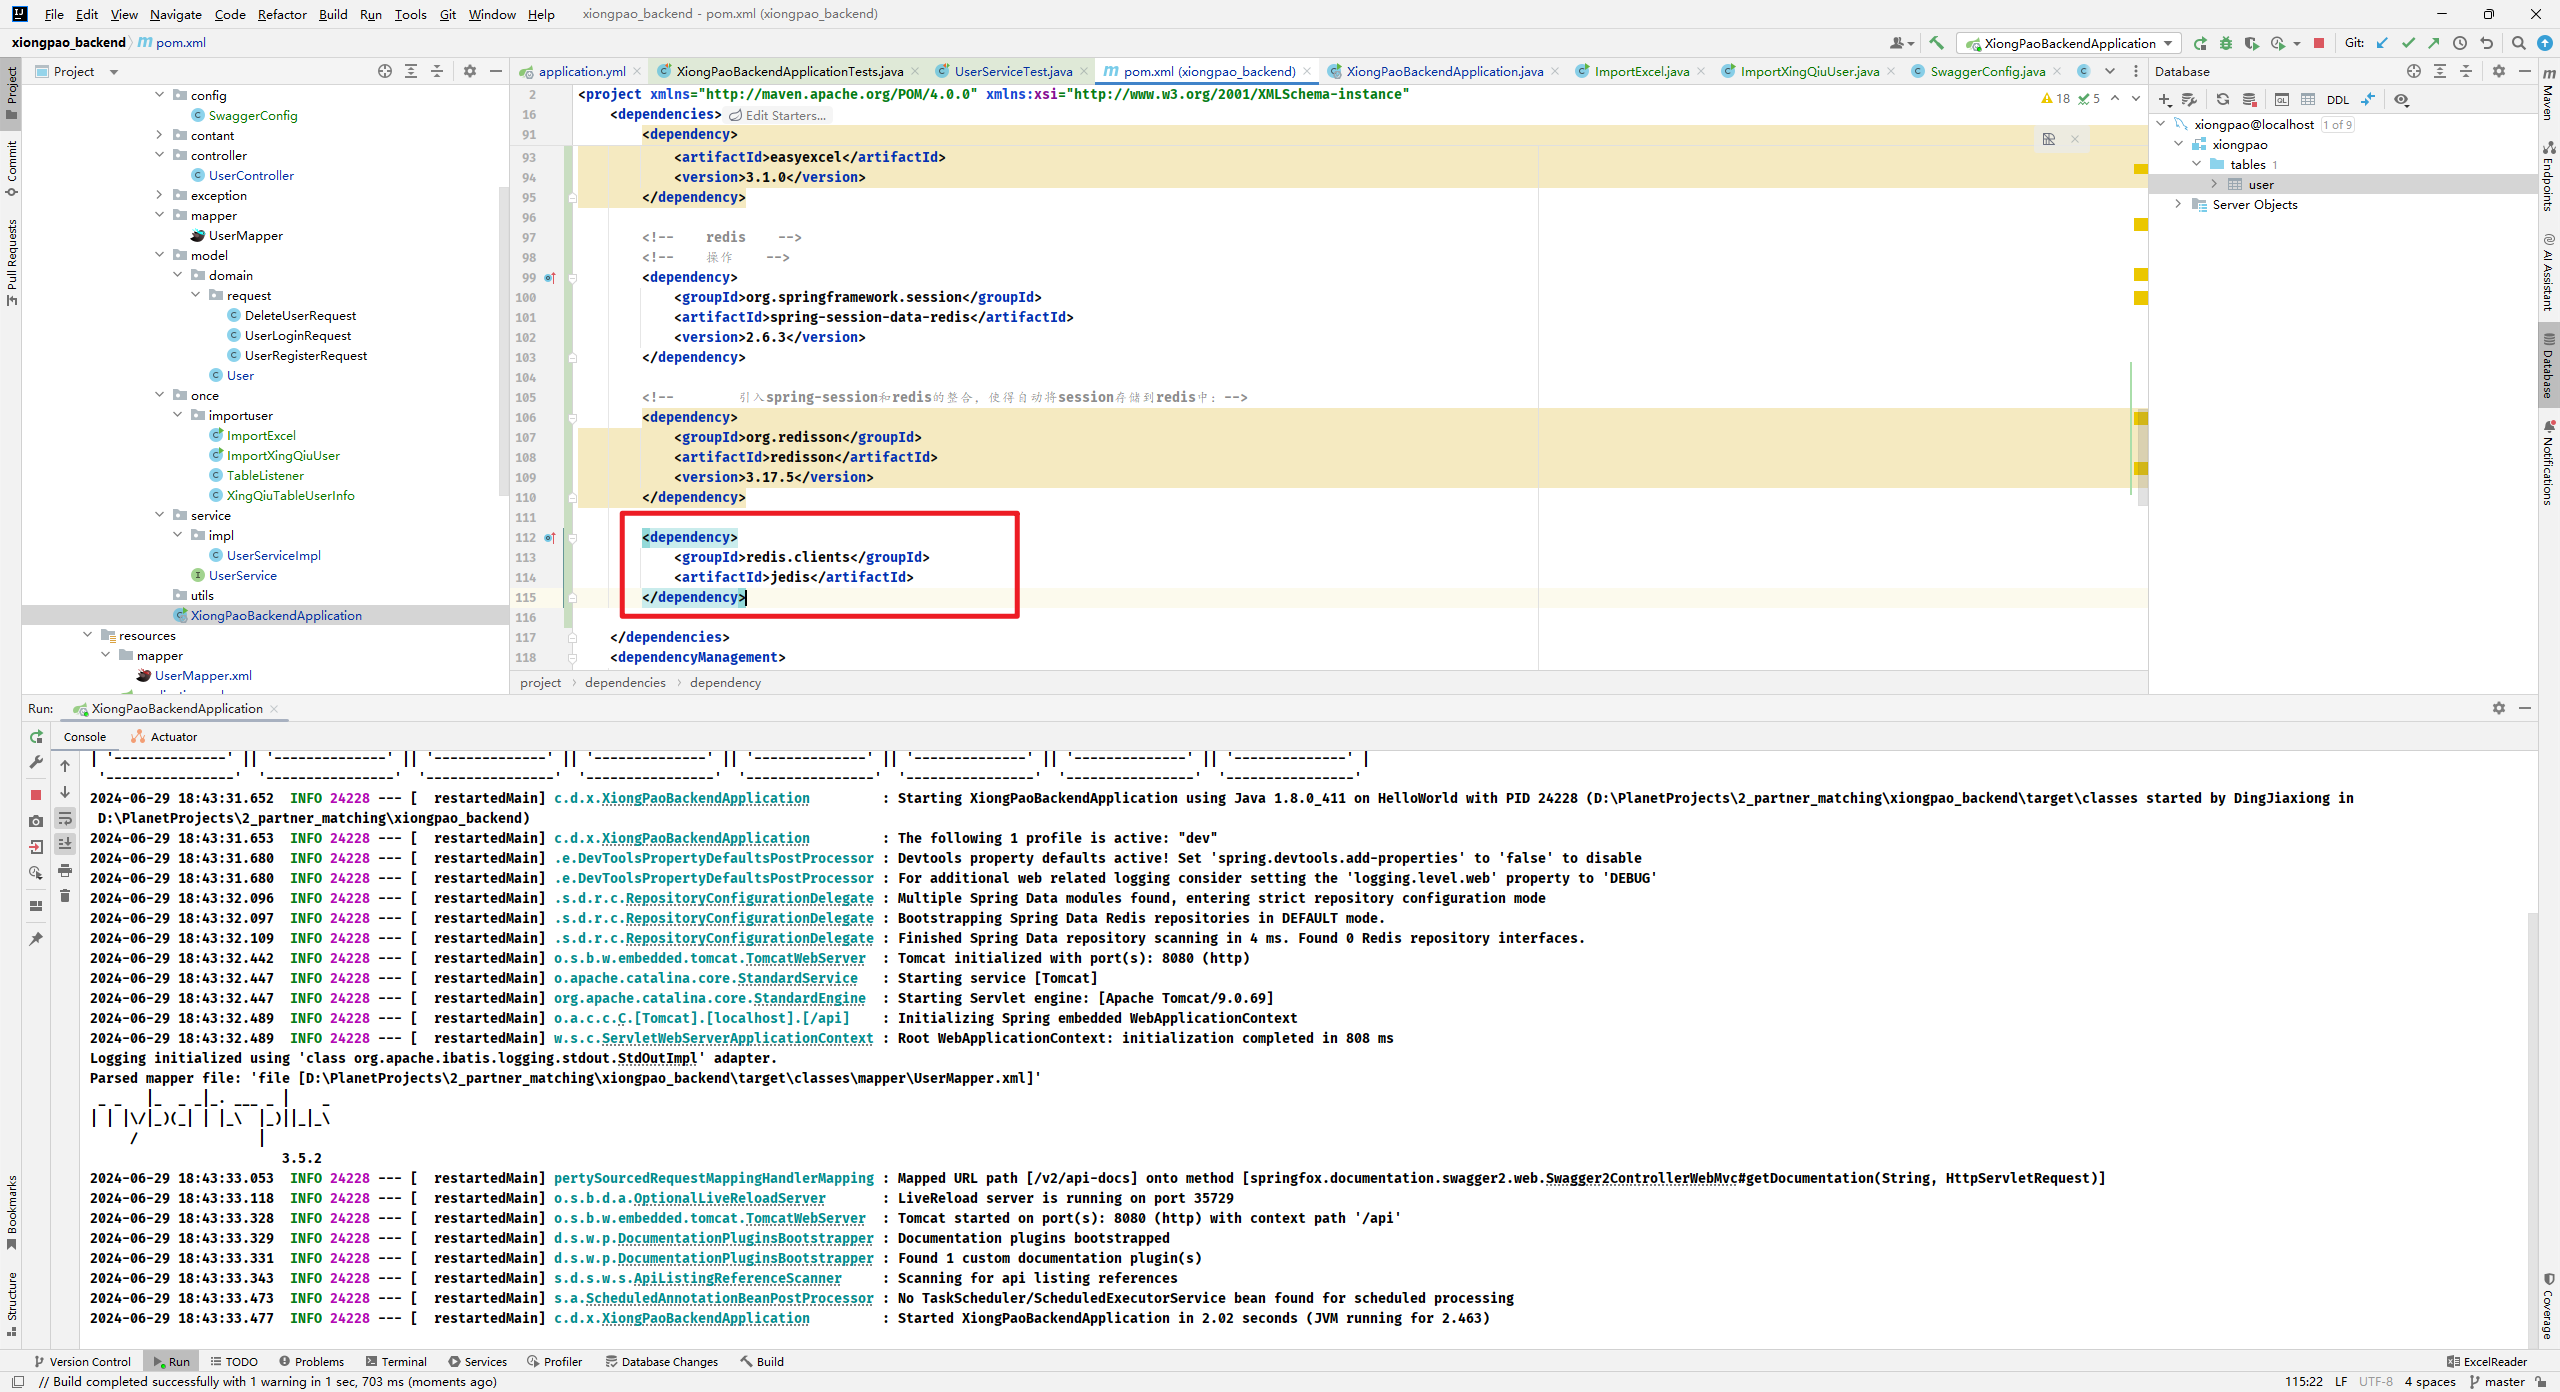 File Edit View Navigate Code Refactor Build Run Tools Git Window Help xiongpao_backend - pom.xml (xiongpao_backend)
xiongpao_backend pom.xml XiongPaoBackendApplication Git:
Project
application.yml XiongPaoBackendApplicationTests.java UserServiceTest.java pom.xml (xiongpao_backend) XiongPaoBackendApplication.java ImportExcel.java ImportXingQiuUser.java SwaggerConfig.java
Database
DDL
Project
Commit
Pull Requests
Bookmarks
Structure
config
SwaggerConfig
contant
controller
UserController
exception
mapper
UserMapper
model
domain
request
DeleteUserRequest
UserLoginRequest
UserRegisterRequest
User
once
importuser
ImportExcel
ImportXingQiuUser
TableListener
XingQiuTableUserInfo
service
impl
UserServiceImpl
UserService
utils
XiongPaoBackendApplication
resources
mapper
UserMapper.xml
18 5
2 <project xmlns="http://maven.apache.org/POM/4.0.0" xmlns:xsi="http://www.w3.org/2001/XMLSchema-instance"
16 <dependencies> Edit Starters...
91 <dependency>
93 <artifactId>easyexcel</artifactId>
94 <version>3.1.0</version>
95 </dependency>
96
97 <!-- redis -->
98 <!-- 操作 -->
99 <dependency>
100 <groupId>org.springframework.session</groupId>
101 <artifactId>spring-session-data-redis</artifactId>
102 <version>2.6.3</version>
103 </dependency>
104
105 <!-- 引入spring-session和redis的整合，使得自动将session存储到redis中：-->
106 <dependency>
107 <groupId>org.redisson</groupId>
108 <artifactId>redisson</artifactId>
109 <version>3.17.5</version>
110 </dependency>
111
112 <dependency>
113 <groupId>redis.clients</groupId>
114 <artifactId>jedis</artifactId>
115 </dependency>
116
117 </dependencies>
118 <dependencyManagement>
project dependencies dependency
xiongpao@localhost 1 of 9
xiongpao
tables 1
user
Server Objects
Maven
Endpoints
AI Assistant
Database
Notifications
Coverage
Run: XiongPaoBackendApplication
Console Actuator
| '--------------' || '--------------' || '--------------' || '--------------' || '--------------' || '--------------' || '--------------' || '--------------' |
'----------------' '----------------' '----------------' '----------------' '----------------' '----------------' '----------------' '----------------'
2024-06-29 18:43:31.652 INFO 24228 --- [ restartedMain] c.d.x.XiongPaoBackendApplication : Starting XiongPaoBackendApplication using Java 1.8.0_411 on HelloWorld with PID 24228 (D:\PlanetProjects\2_partner_matching\xiongpao_backend\target\classes started by DingJiaxiong in
D:\PlanetProjects\2_partner_matching\xiongpao_backend)
2024-06-29 18:43:31.653 INFO 24228 --- [ restartedMain] c.d.x.XiongPaoBackendApplication : The following 1 profile is active: "dev"
2024-06-29 18:43:31.680 INFO 24228 --- [ restartedMain] .e.DevToolsPropertyDefaultsPostProcessor : Devtools property defaults active! Set 'spring.devtools.add-properties' to 'false' to disable
2024-06-29 18:43:31.680 INFO 24228 --- [ restartedMain] .e.DevToolsPropertyDefaultsPostProcessor : For additional web related logging consider setting the 'logging.level.web' property to 'DEBUG'
2024-06-29 18:43:32.096 INFO 24228 --- [ restartedMain] .s.d.r.c.RepositoryConfigurationDelegate : Multiple Spring Data modules found, entering strict repository configuration mode
2024-06-29 18:43:32.097 INFO 24228 --- [ restartedMain] .s.d.r.c.RepositoryConfigurationDelegate : Bootstrapping Spring Data Redis repositories in DEFAULT mode.
2024-06-29 18:43:32.109 INFO 24228 --- [ restartedMain] .s.d.r.c.RepositoryConfigurationDelegate : Finished Spring Data repository scanning in 4 ms. Found 0 Redis repository interfaces.
2024-06-29 18:43:32.442 INFO 24228 --- [ restartedMain] o.s.b.w.embedded.tomcat.TomcatWebServer : Tomcat initialized with port(s): 8080 (http)
2024-06-29 18:43:32.447 INFO 24228 --- [ restartedMain] o.apache.catalina.core.StandardService : Starting service [Tomcat]
2024-06-29 18:43:32.447 INFO 24228 --- [ restartedMain] org.apache.catalina.core.StandardEngine : Starting Servlet engine: [Apache Tomcat/9.0.69]
2024-06-29 18:43:32.489 INFO 24228 --- [ restartedMain] o.a.c.c.C.[Tomcat].[localhost].[/api] : Initializing Spring embedded WebApplicationContext
2024-06-29 18:43:32.489 INFO 24228 --- [ restartedMain] w.s.c.ServletWebServerApplicationContext : Root WebApplicationContext: initialization completed in 808 ms
Logging initialized using 'class org.apache.ibatis.logging.stdout.StdOutImpl' adapter.
Parsed mapper file: 'file [D:\PlanetProjects\2_partner_matching\xiongpao_backend\target\classes\mapper\UserMapper.xml]'
_ _ |_ _ _|_. ___ _ | _
| | |\/|_)(_| | |_\ |_)||_|_\
/ |
3.5.2
2024-06-29 18:43:33.053 INFO 24228 --- [ restartedMain] pertySourcedRequestMappingHandlerMapping : Mapped URL path [/v2/api-docs] onto method [springfox.documentation.swagger2.web.Swagger2ControllerWebMvc#getDocumentation(String, HttpServletRequest)]
2024-06-29 18:43:33.118 INFO 24228 --- [ restartedMain] o.s.b.d.a.OptionalLiveReloadServer : LiveReload server is running on port 35729
2024-06-29 18:43:33.328 INFO 24228 --- [ restartedMain] o.s.b.w.embedded.tomcat.TomcatWebServer : Tomcat started on port(s): 8080 (http) with context path '/api'
2024-06-29 18:43:33.329 INFO 24228 --- [ restartedMain] d.s.w.p.DocumentationPluginsBootstrapper : Documentation plugins bootstrapped
2024-06-29 18:43:33.331 INFO 24228 --- [ restartedMain] d.s.w.p.DocumentationPluginsBootstrapper : Found 1 custom documentation plugin(s)
2024-06-29 18:43:33.343 INFO 24228 --- [ restartedMain] s.d.s.w.s.ApiListingReferenceScanner : Scanning for api listing references
2024-06-29 18:43:33.473 INFO 24228 --- [ restartedMain] s.a.ScheduledAnnotationBeanPostProcessor : No TaskScheduler/ScheduledExecutorService bean found for scheduled processing
2024-06-29 18:43:33.477 INFO 24228 --- [ restartedMain] c.d.x.XiongPaoBackendApplication : Started XiongPaoBackendApplication in 2.02 seconds (JVM running for 2.463)
Version Control Run TODO Problems Terminal Services Profiler Database Changes Build ExcelReader
// Build completed successfully with 1 warning in 1 sec, 703 ms (moments ago) 115:22 LF UTF-8 4 spaces master